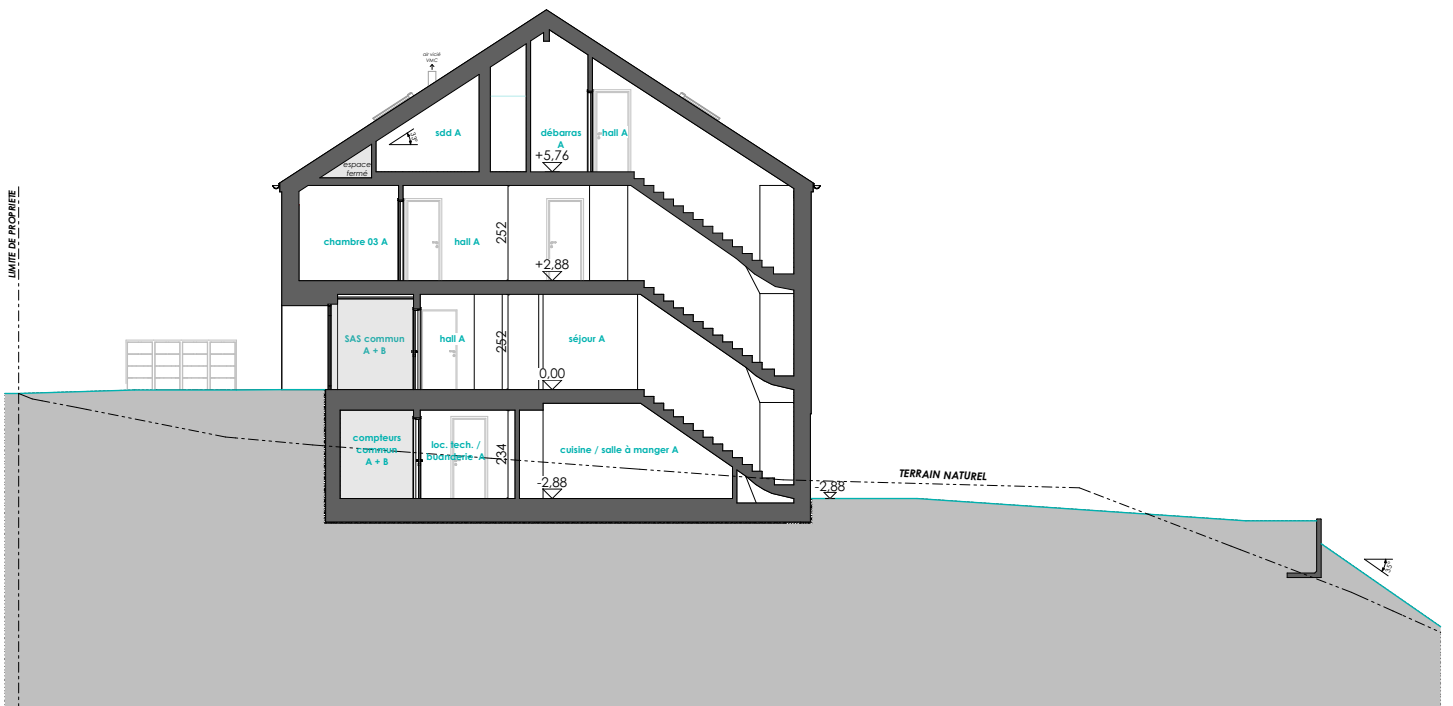 air vicié
VMC
sdd A
33°
débarras
A
hall A
+5,76
espace
fermé
LIMITE DE PROPRIETE
chambre 03 A
hall A
252
+2,88
SAS commun
A + B
hall A
252
séjour A
0,00
compteurs
commun
A + B
loc. tech. /
buanderie A
234
cuisine / salle à manger A
-2,88
TERRAIN NATUREL
-2,88
35°